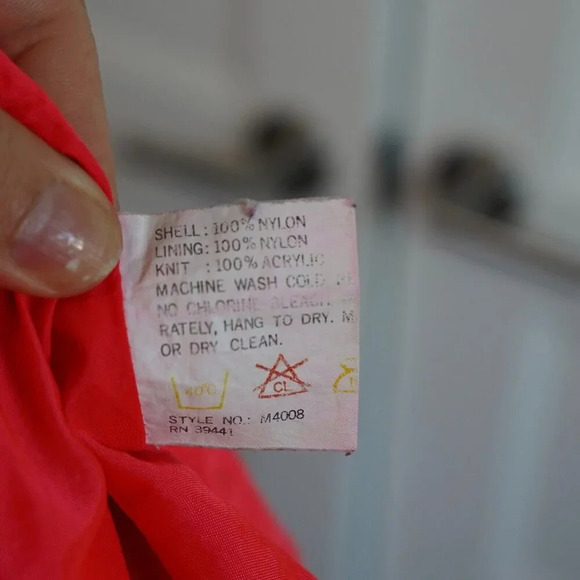 SHELL: 100% NYLON
LINING: 100% NYLON
KNIT : 100% ACRYLIC
MACHINE WASH COLD
NO CHLORINE BLEACH
RATELY, HANG TO DRY. M
OR DRY CLEAN.
40°C CL
STYLE NO.: M4008
RN 39441